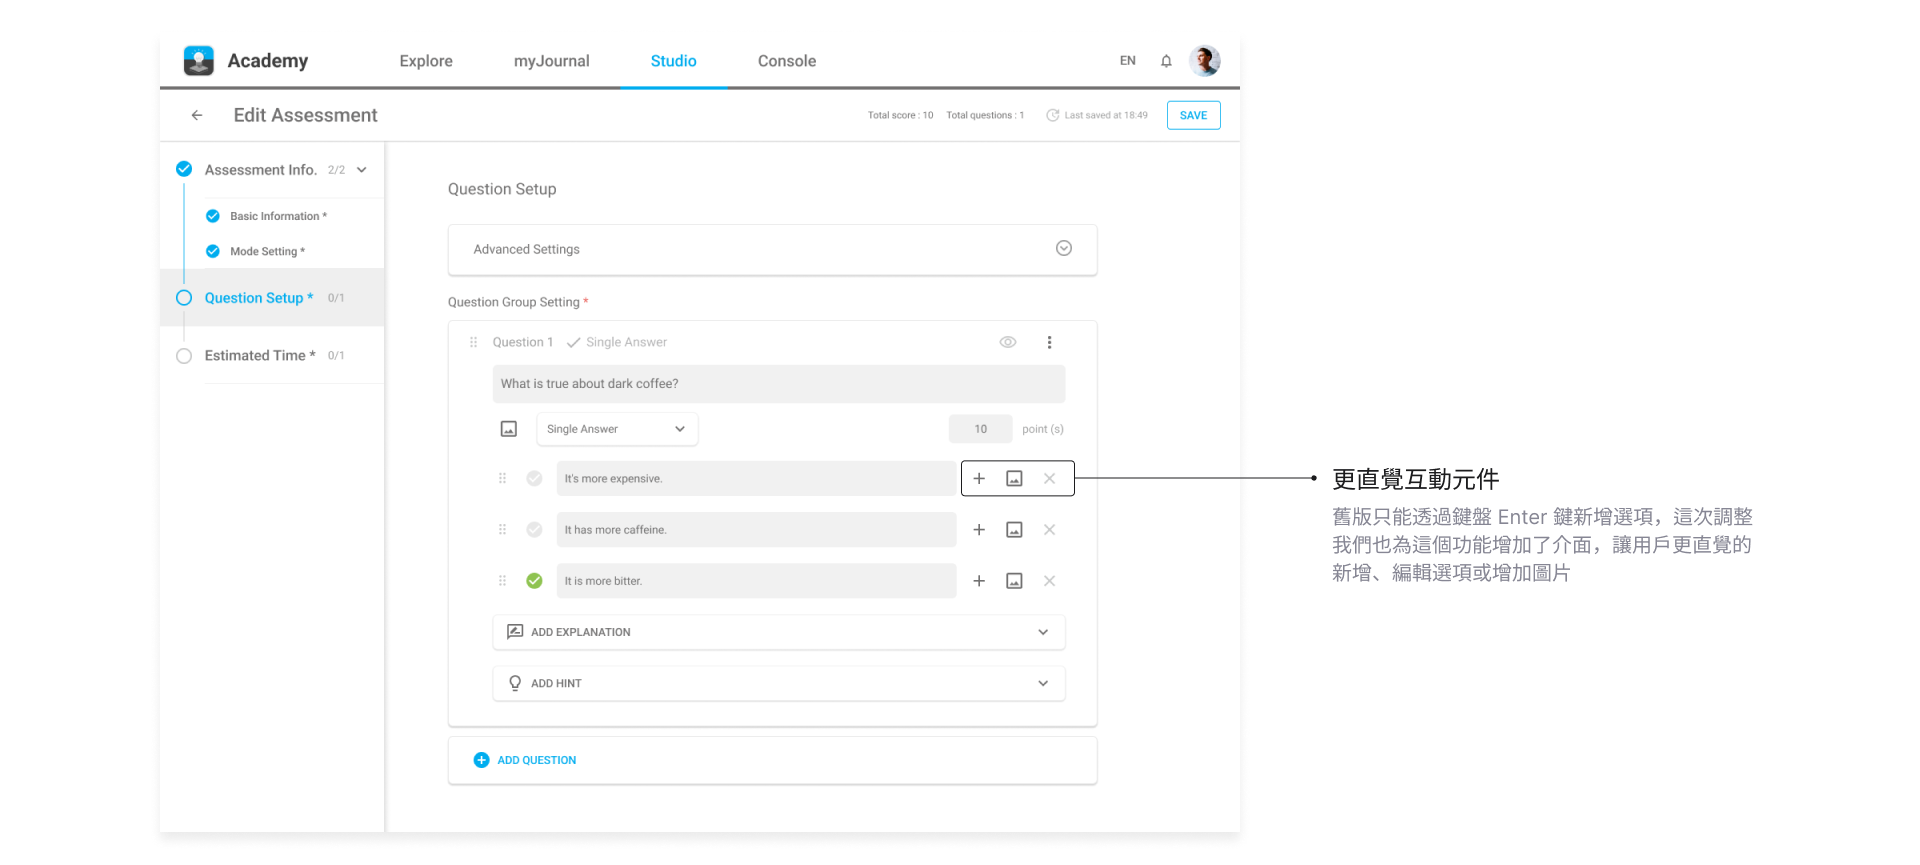 Academy
Explore
myJournal
Studio
Console
EN
Edit Assessment
Total score : 10
Total questions : 1
Last saved at 18:49
SAVE
Assessment Info. 2/2
Basic Information *
Mode Setting *
Question Setup * 0/1
Estimated Time * 0/1
Question Setup
Advanced Settings
Question Group Setting *
Question 1 Single Answer
What is true about dark coffee?
Single Answer
10 point (s)
It's more expensive.
It has more caffeine.
It is more bitter.
ADD EXPLANATION
ADD HINT
ADD QUESTION
更直覺互動元件
舊版只能透過鍵盤 Enter 鍵新增選項，這次調整
我們也為這個功能增加了介面，讓用戶更直覺的
新增、編輯選項或增加圖片